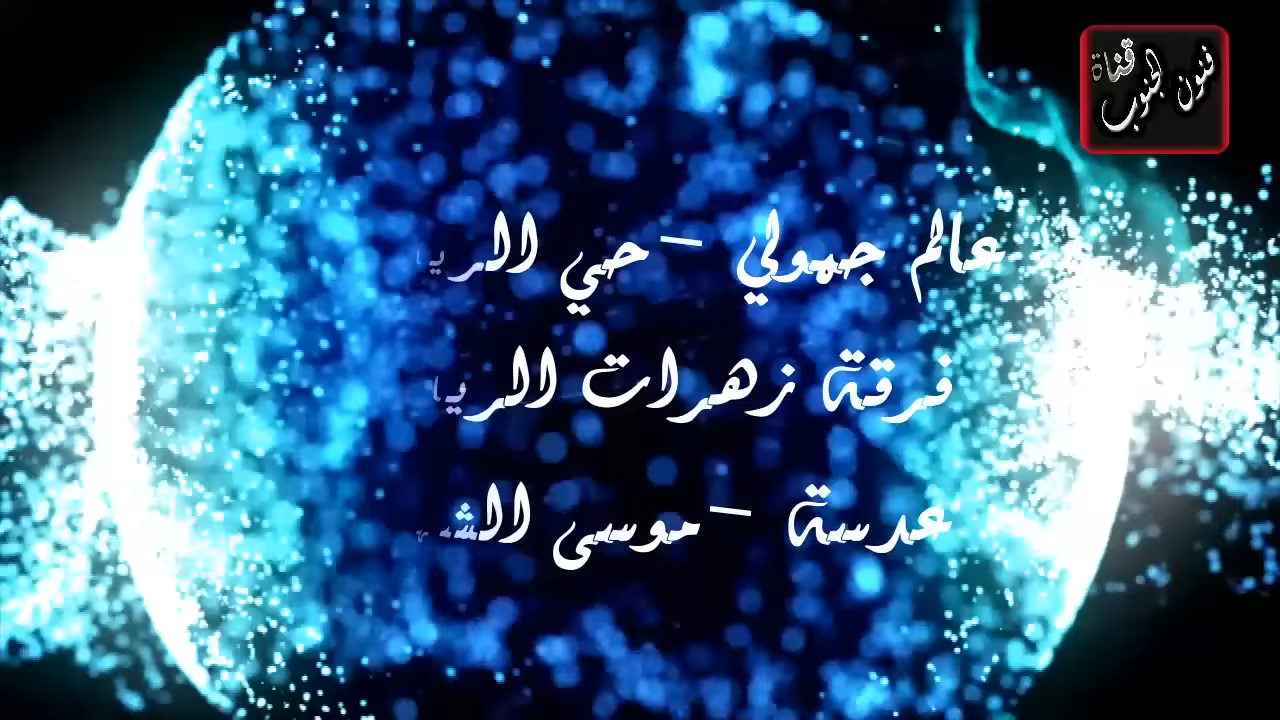 قناة
فنون الجنوب
عالم جهولي - حي
فرقة زهرات
عدسة - موسى